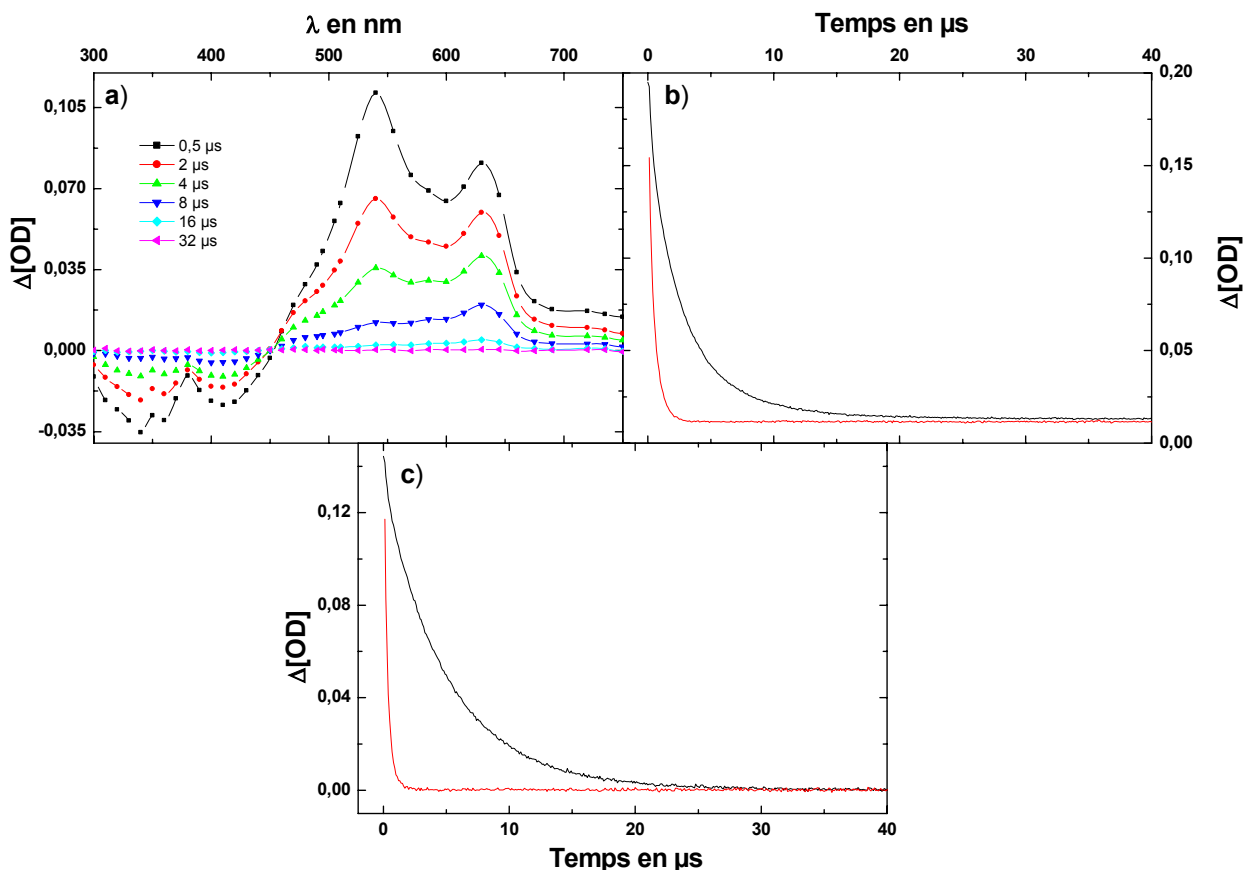 λ en nm
300 400 500 600 700
a)
0,105
0,070
0,035
0,000
-0,035
Δ[OD]
0,5 µs
2 µs
4 µs
8 µs
16 µs
32 µs
Temps en µs
0 10 20 30 40
b)
0,20
0,15
0,10
0,05
0,00
Δ[OD]
c)
0,12
0,08
0,04
0,00
Δ[OD]
0 10 20 30 40
Temps en µs